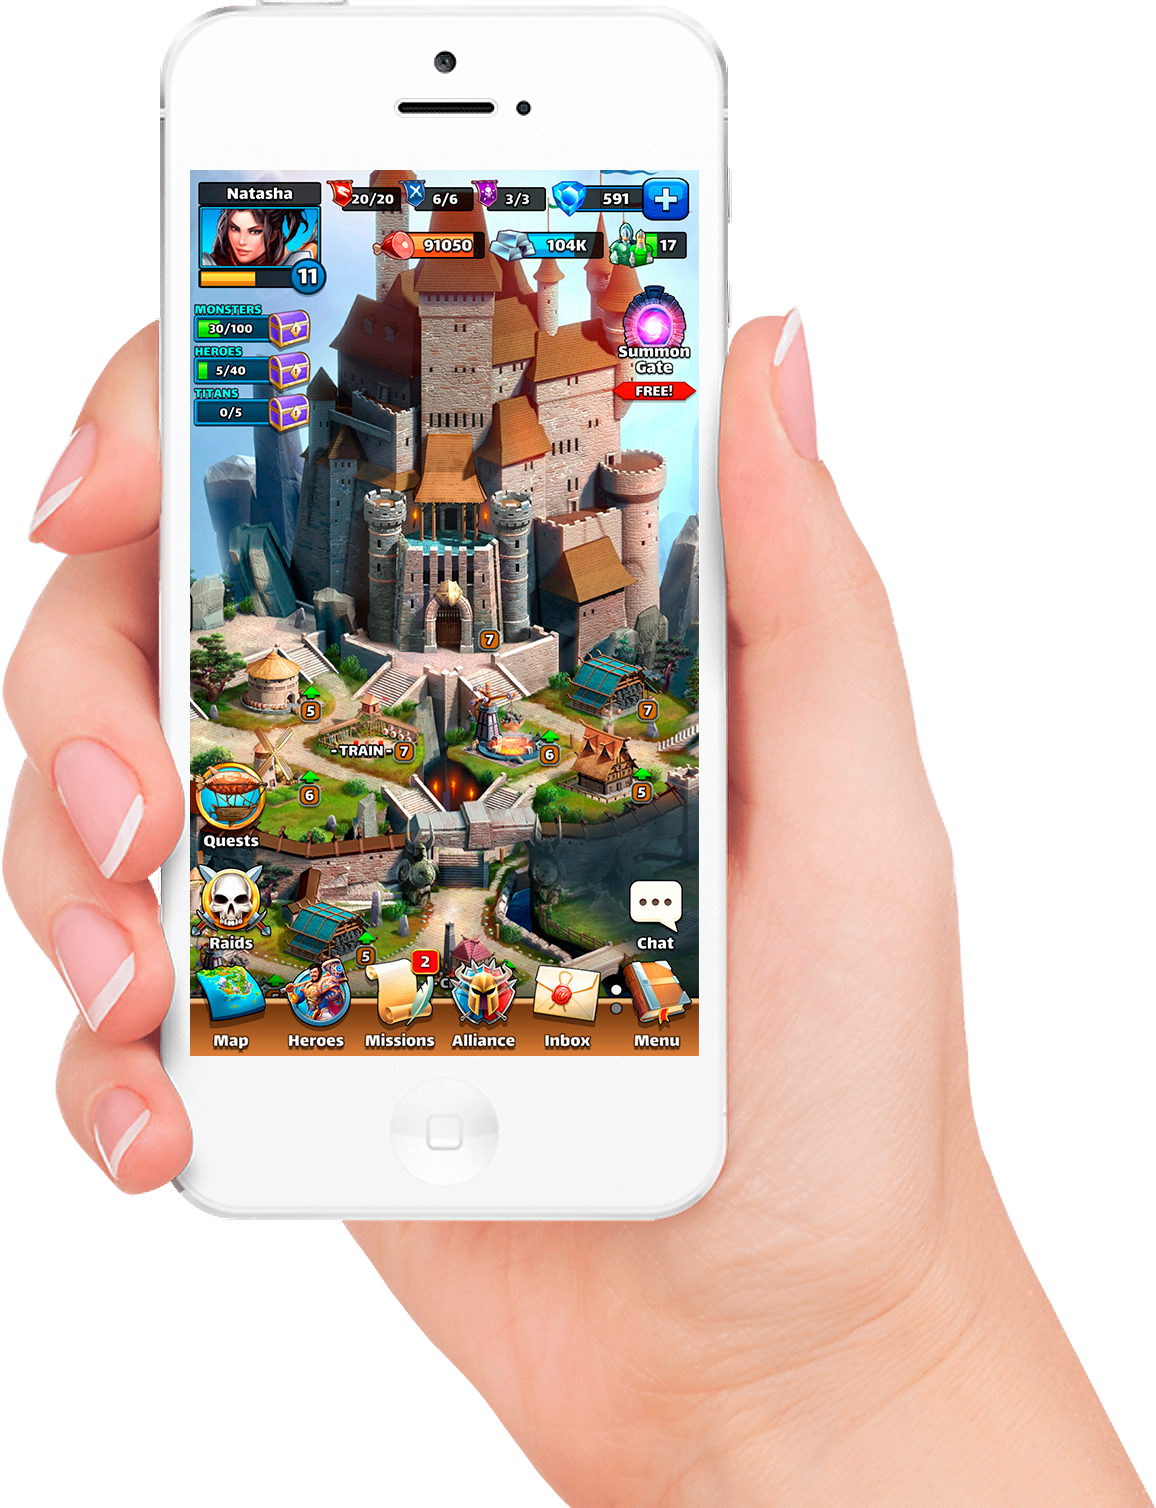 Natasha
20/20
6/6
3/3
591
91050
104K
17
11
MONSTERS
30/100
HEROES
5/40
TITANS
0/5
Summon
Gate
FREE!
7
5
7
- TRAIN - 7
6
6
5
Quests
Raids
5
Chat
2
Map
Heroes
Missions
Alliance
Inbox
Menu